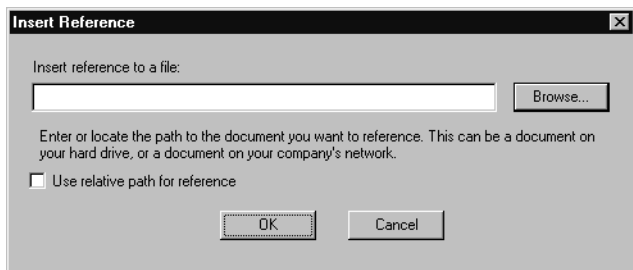 Insert Reference
Insert reference to a file:
Browse...
Enter or locate the path to the document you want to reference. This can be a document on
your hard drive, or a document on your company's network.
Use relative path for reference
OK
Cancel